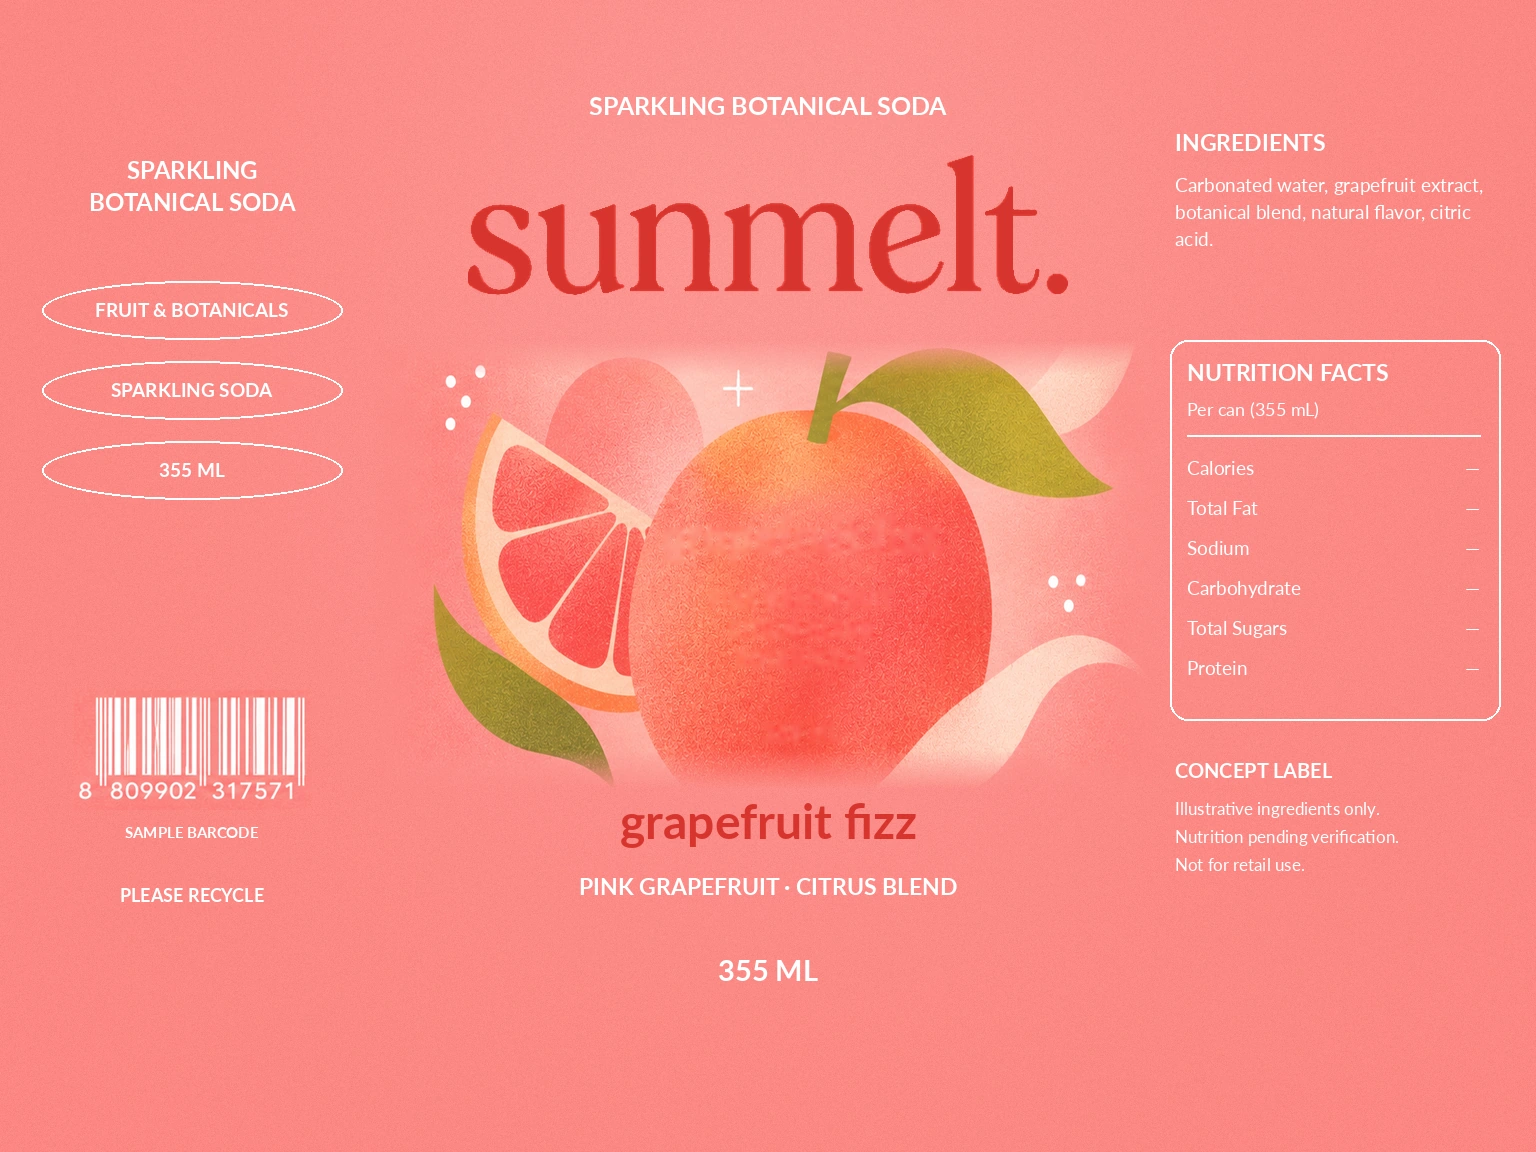 SPARKLING
BOTANICAL SODA
FRUIT & BOTANICALS
SPARKLING SODA
355 ML
8 809902 317571
SAMPLE BARCODE
PLEASE RECYCLE
SPARKLING BOTANICAL SODA
sunmelt.
grapefruit fizz
PINK GRAPEFRUIT · CITRUS BLEND
355 ML
INGREDIENTS
Carbonated water, grapefruit extract,
botanical blend, natural flavor, citric
acid.
NUTRITION FACTS
Per can (355 mL)
Calories –
Total Fat –
Sodium –
Carbohydrate –
Total Sugars –
Protein –
CONCEPT LABEL
Illustrative ingredients only.
Nutrition pending verification.
Not for retail use.